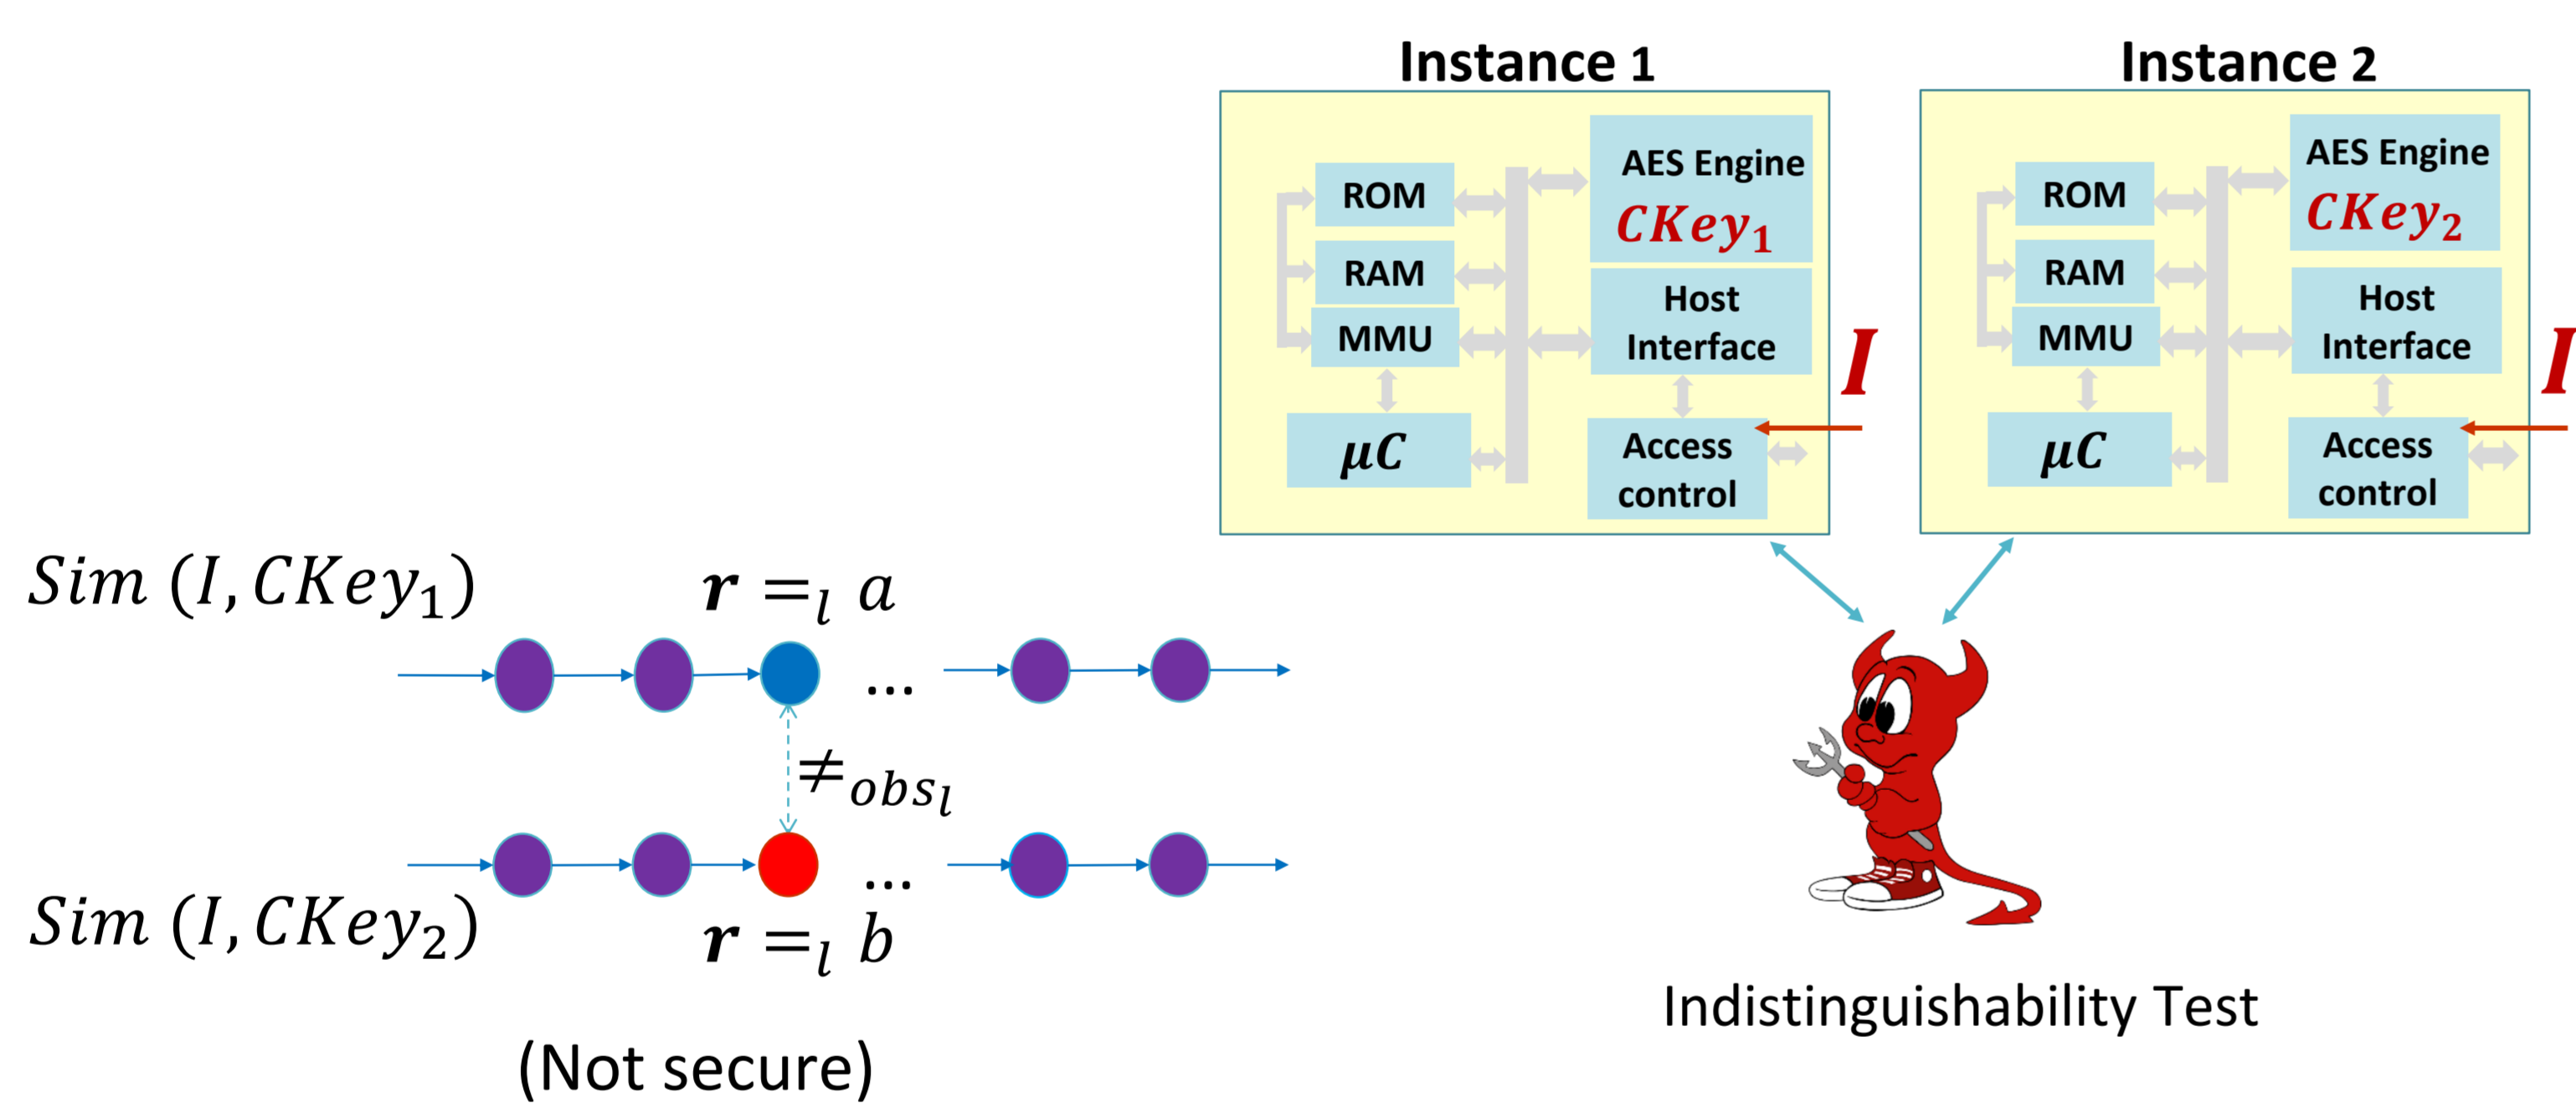 Instance 1
AES Engine
CKey₁
ROM
RAM
MMU
μC
Host
Interface
Access
control
I
Instance 2
AES Engine
CKey₂
ROM
RAM
MMU
μC
Host
Interface
Access
control
I
Sim (I, CKey₁)
r =ₗ a
...
≠obsₗ
...
Sim (I, CKey₂)
r =ₗ b
(Not secure)
Indistinguishability Test